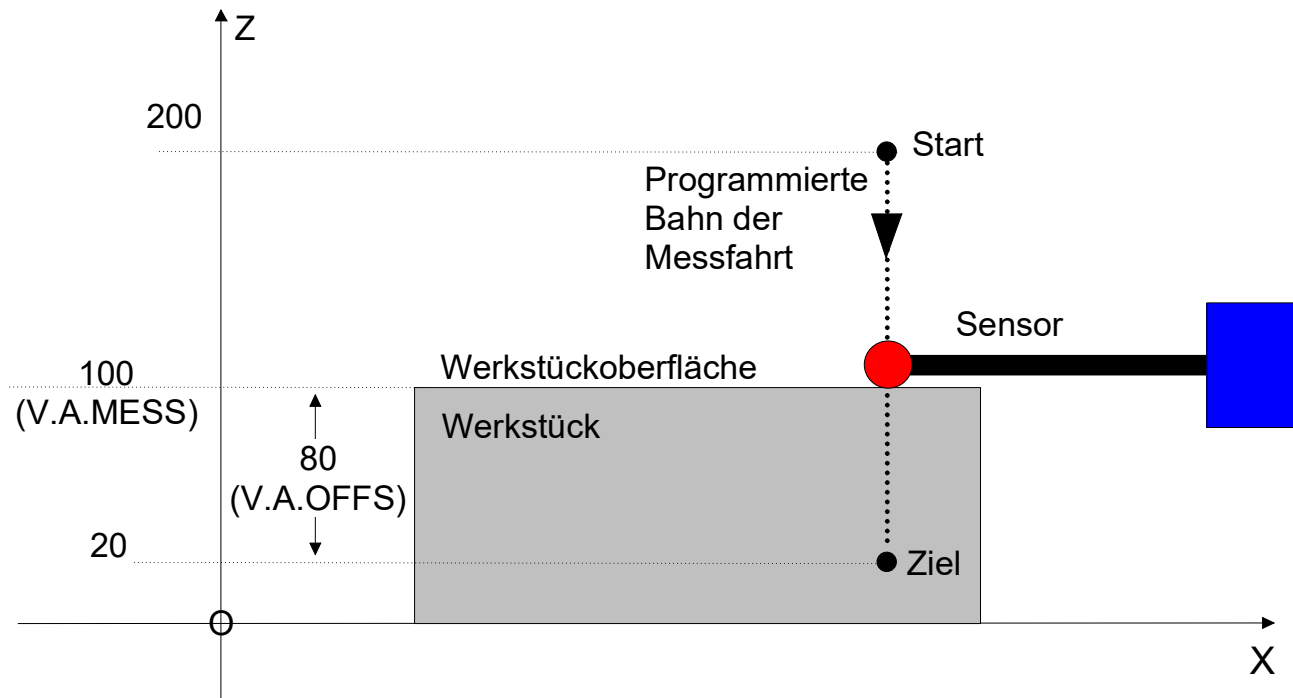 Z
200
Start
Programmierte
Bahn der
Messfahrt
Sensor
Werkstückoberfläche
100
(V.A.MESS)
Werkstück
80
(V.A.OFFS)
20
Ziel
O
X